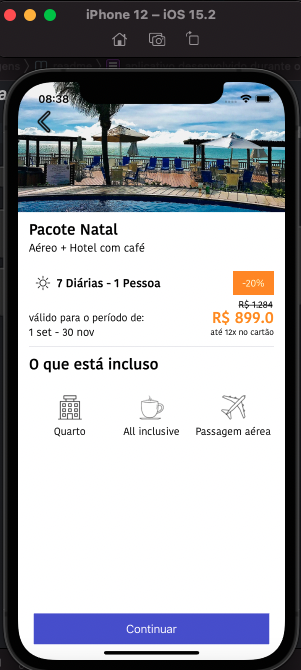 iPhone 12 – iOS 15.2
08:38
Pacote Natal
Aéreo + Hotel com café
7 Diárias - 1 Pessoa
-20%
R$ 1.284
válido para o período de:
R$ 899.0
1 set - 30 nov
até 12x no cartão
O que está incluso
Quarto
All inclusive
Passagem aérea
Continuar